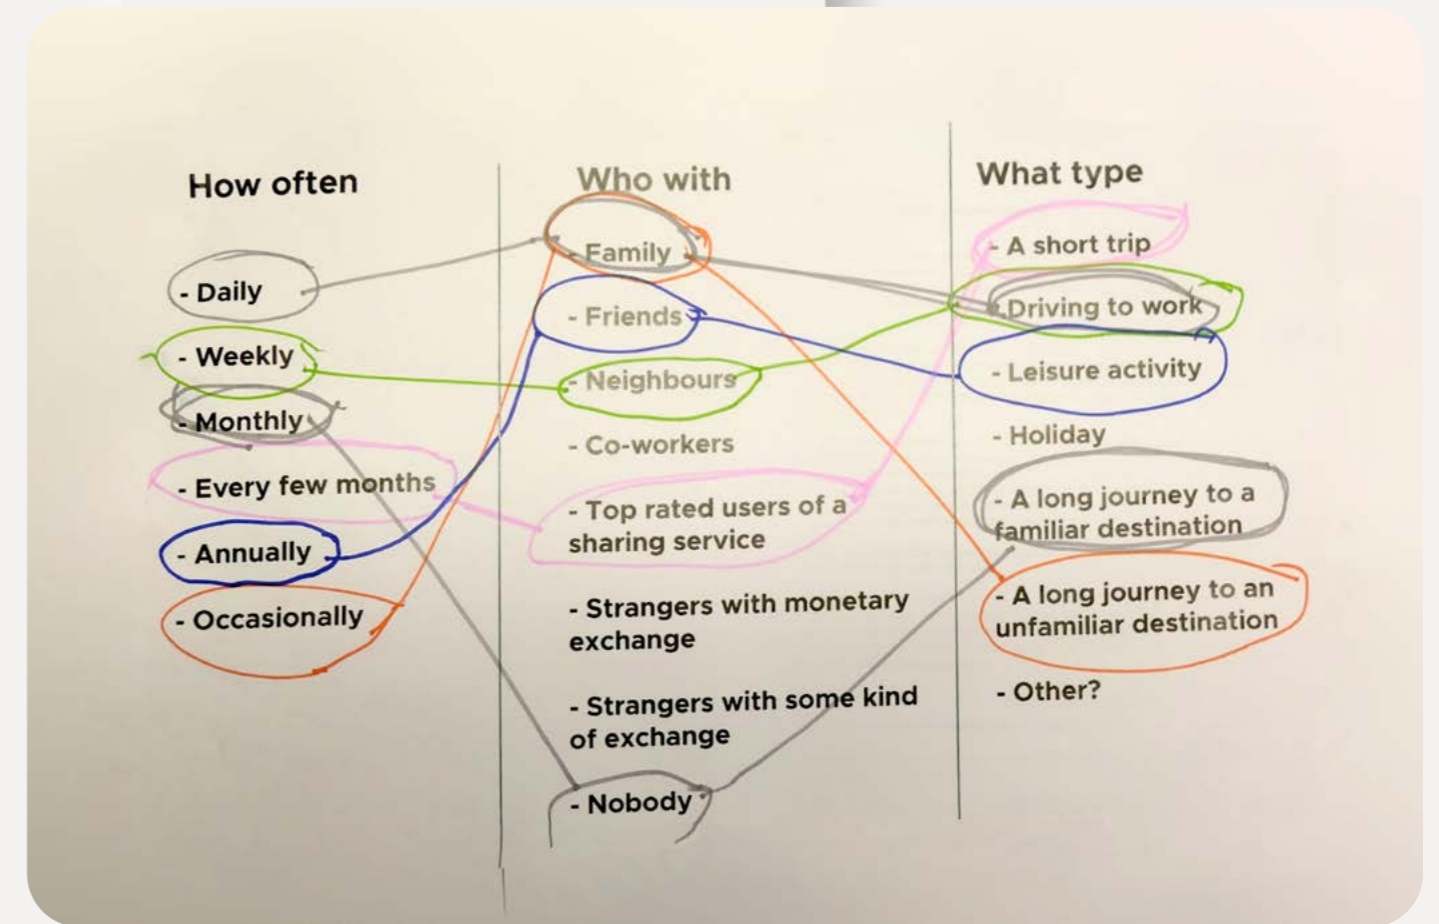 How often
- Daily
- Weekly
- Monthly
- Every few months
- Annually
- Occasionally
Who with
- Family
- Friends
- Neighbours
- Co-workers
- Top rated users of a
sharing service
- Strangers with monetary
exchange
- Strangers with some kind
of exchange
- Nobody
What type
- A short trip
- Driving to work
- Leisure activity
- Holiday
- A long journey to a
familiar destination
- A long journey to an
unfamiliar destination
- Other?